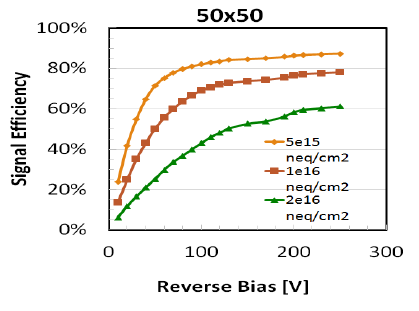 50x50
100%
80%
60%
40%
20%
0%
Signal Efficiency
5e15
neq/cm2
1e16
neq/cm2
2e16
neq/cm2
0 100 200 300
Reverse Bias [V]